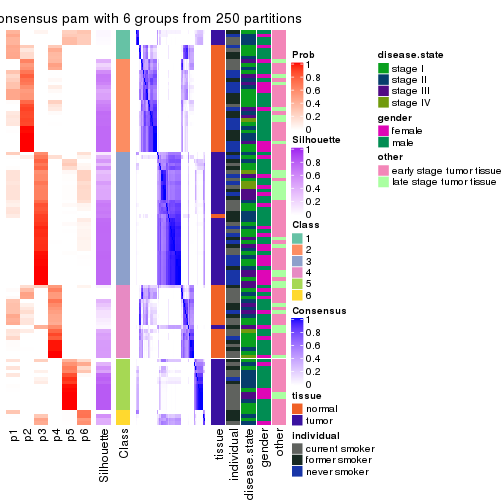 onsensus pam with 6 groups from 250 partitions
Prob
1
0.8
0.6
0.4
0.2
0
Silhouette
1
0.8
0.6
0.4
0.2
0
Class
1
2
3
4
5
6
Consensus
1
0.8
0.6
0.4
0.2
0
tissue
normal
tumor
individual
current smoker
former smoker
never smoker
disease.state
stage I
stage II
stage III
stage IV
gender
female
male
other
early stage tumor tissue
late stage tumor tissue
p1
p2
p3
p4
p5
p6
Silhouette
Class
tissue
individual
disease.state
gender
other